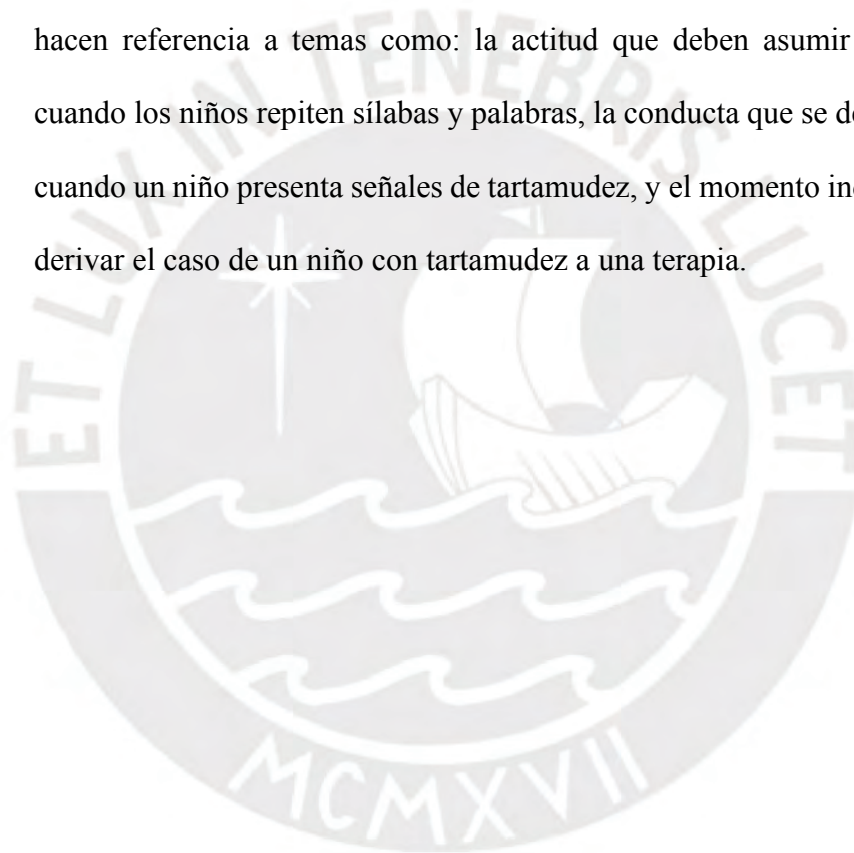 hacen referencia a temas como: la actitud que deben asumir
cuando los niños repiten sílabas y palabras, la conducta que se
cuando un niño presenta señales de tartamudez, y el momento
derivar el caso de un niño con tartamudez a una terapia.
ET LUX IN TENEBRIS LUCET
MCMXVII